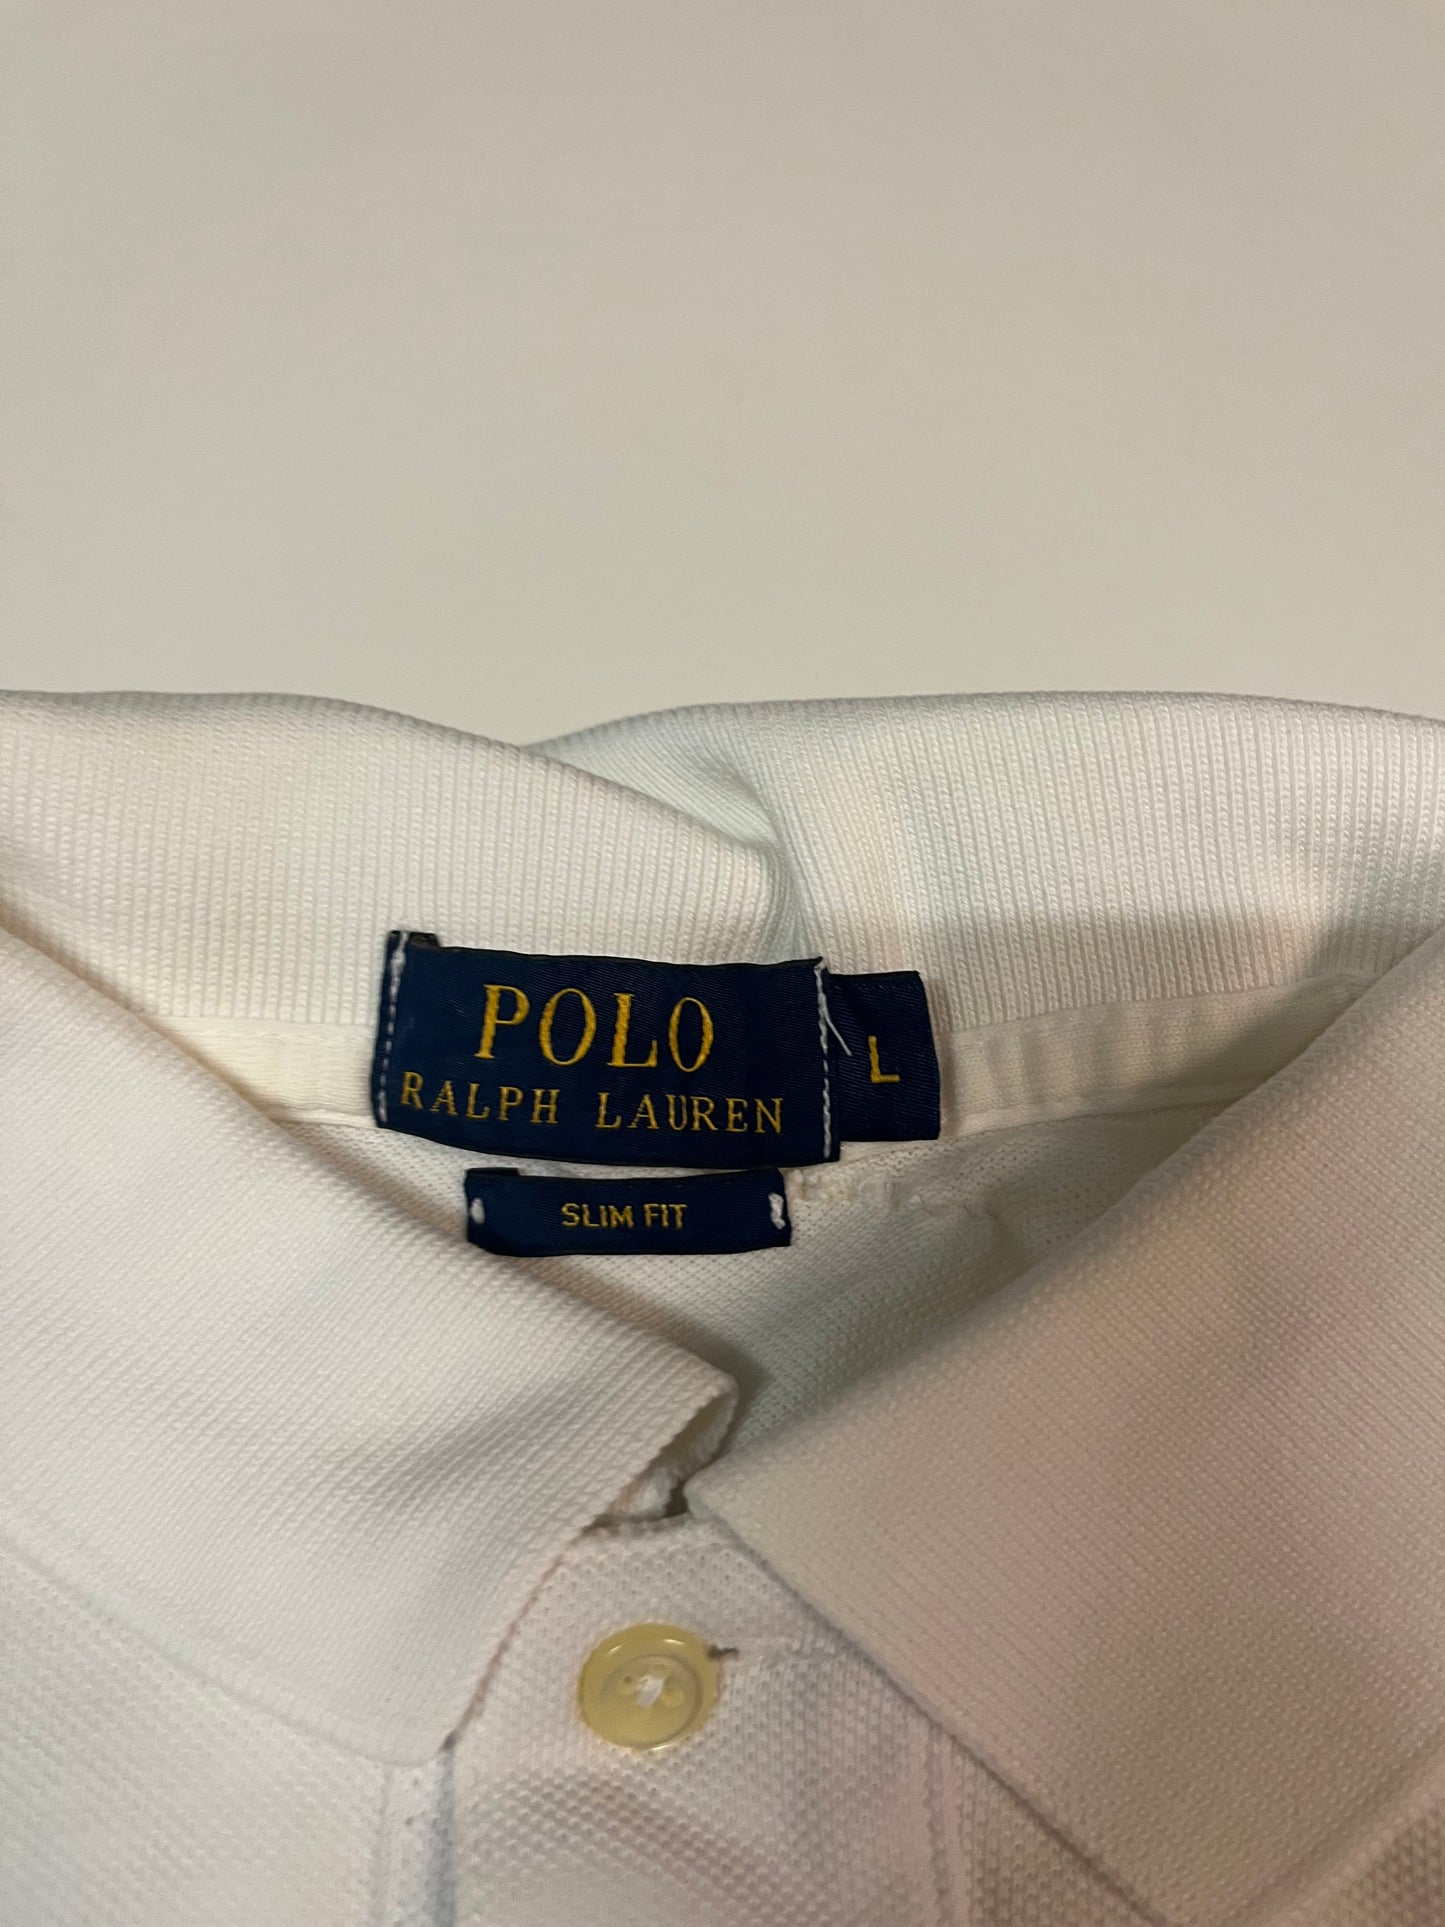 POLO
RALPH LAUREN
L
SLIM FIT